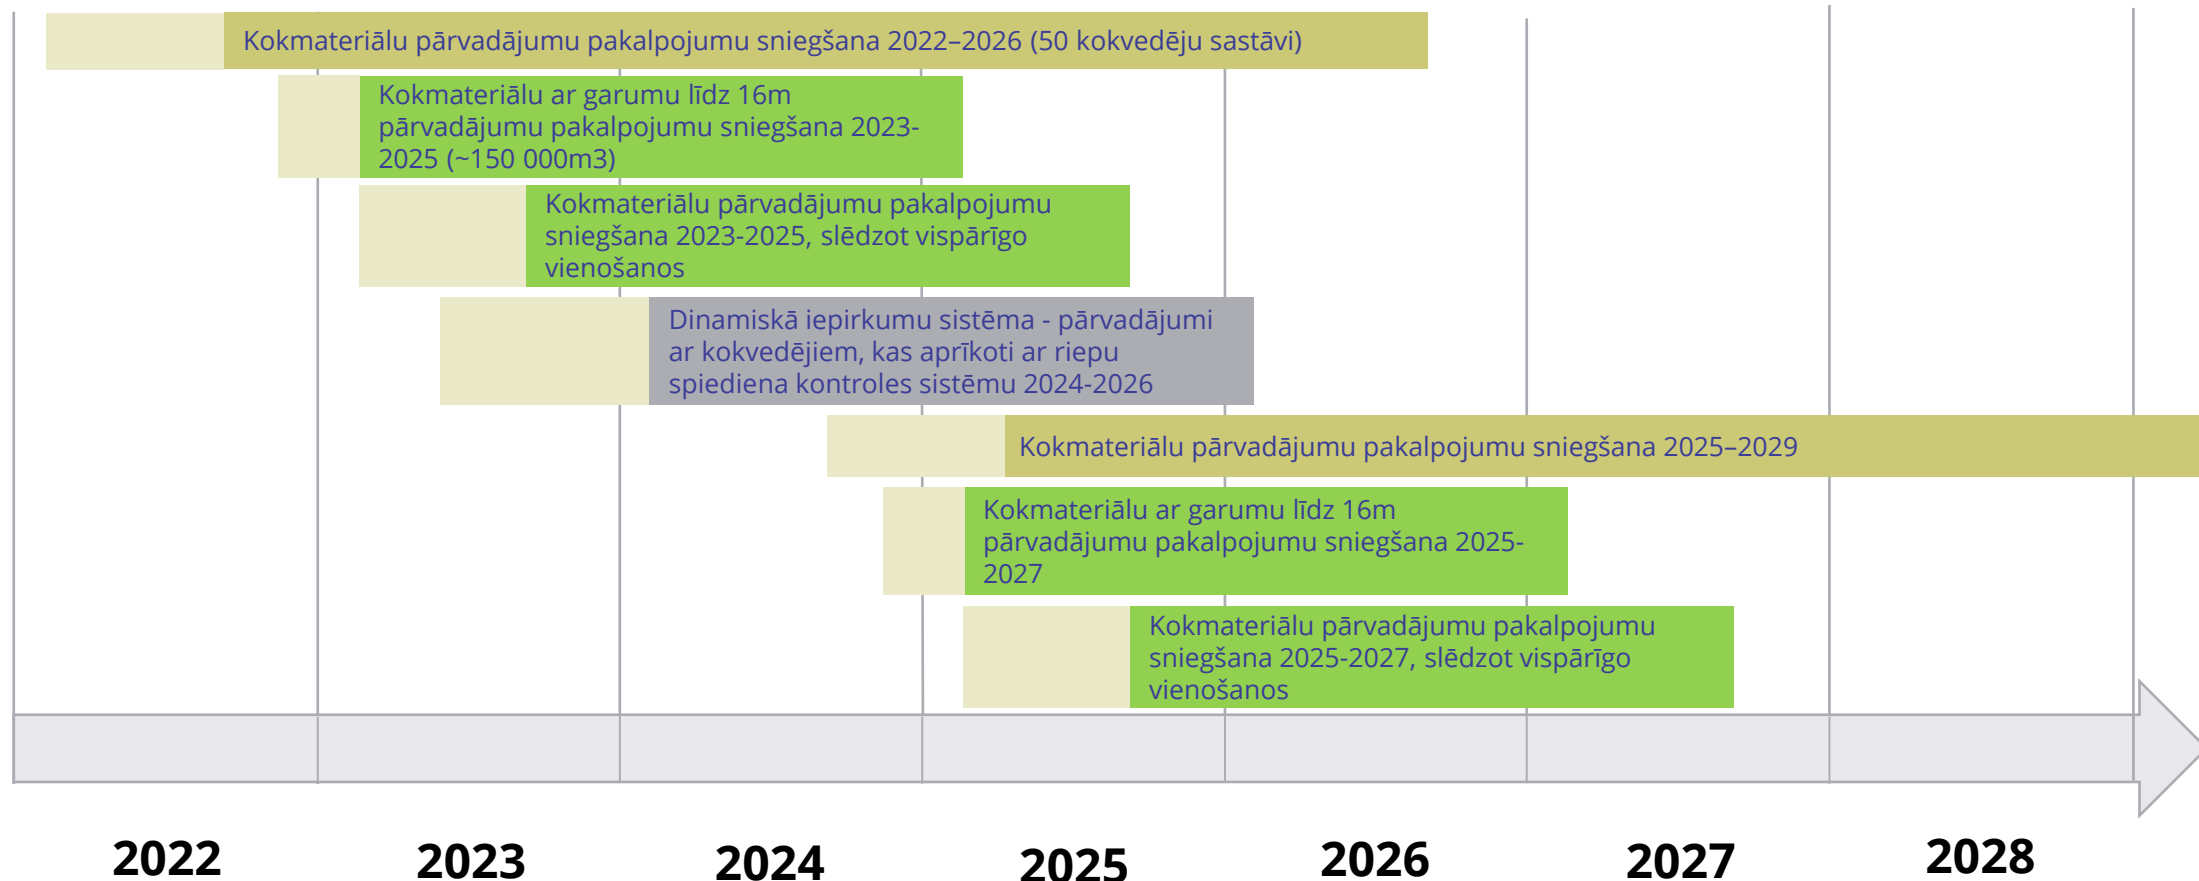 Kokmateriālu pārvadājumu pakalpojumu sniegšana 2022–2026 (50 kokvedēju sastāvi)
Kokmateriālu ar garumu līdz 16m
pārvadājumu pakalpojumu sniegšana 2023-
2025 (~150 000m3)
Kokmateriālu pārvadājumu pakalpojumu
sniegšana 2023-2025, slēdzot vispārīgo
vienošanos
Dinamiskā iepirkumu sistēma - pārvadājumi
ar kokvedējiem, kas aprīkoti ar riepu
spiediena kontroles sistēmu 2024-2026
Kokmateriālu pārvadājumu pakalpojumu sniegšana 2025–2029
Kokmateriālu ar garumu līdz 16m
pārvadājumu pakalpojumu sniegšana 2025-
2027
Kokmateriālu pārvadājumu pakalpojumu
sniegšana 2025-2027, slēdzot vispārīgo
vienošanos
2022 2023 2024 2025 2026 2027 2028